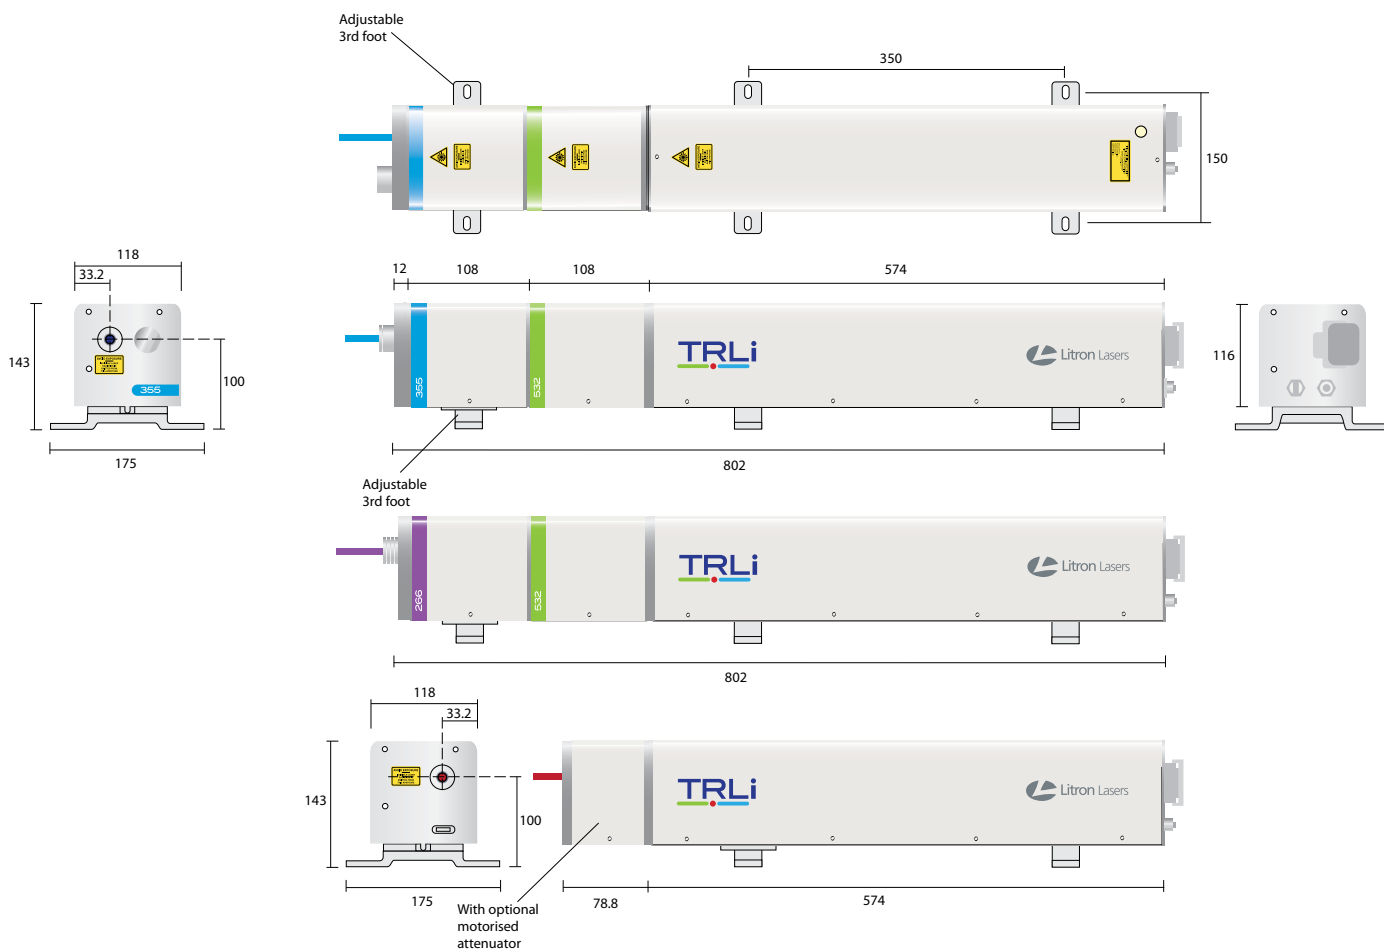 Adjustable
3rd foot
350
150
118
33.2
143
100
355
175
12
108
108
574
355
532
TRLi
Litron Lasers
116
802
Adjustable
3rd foot
266
532
TRLi
Litron Lasers
802
118
33.2
143
100
175
TRLi
Litron Lasers
With optional
motorised
attenuator
78.8
574